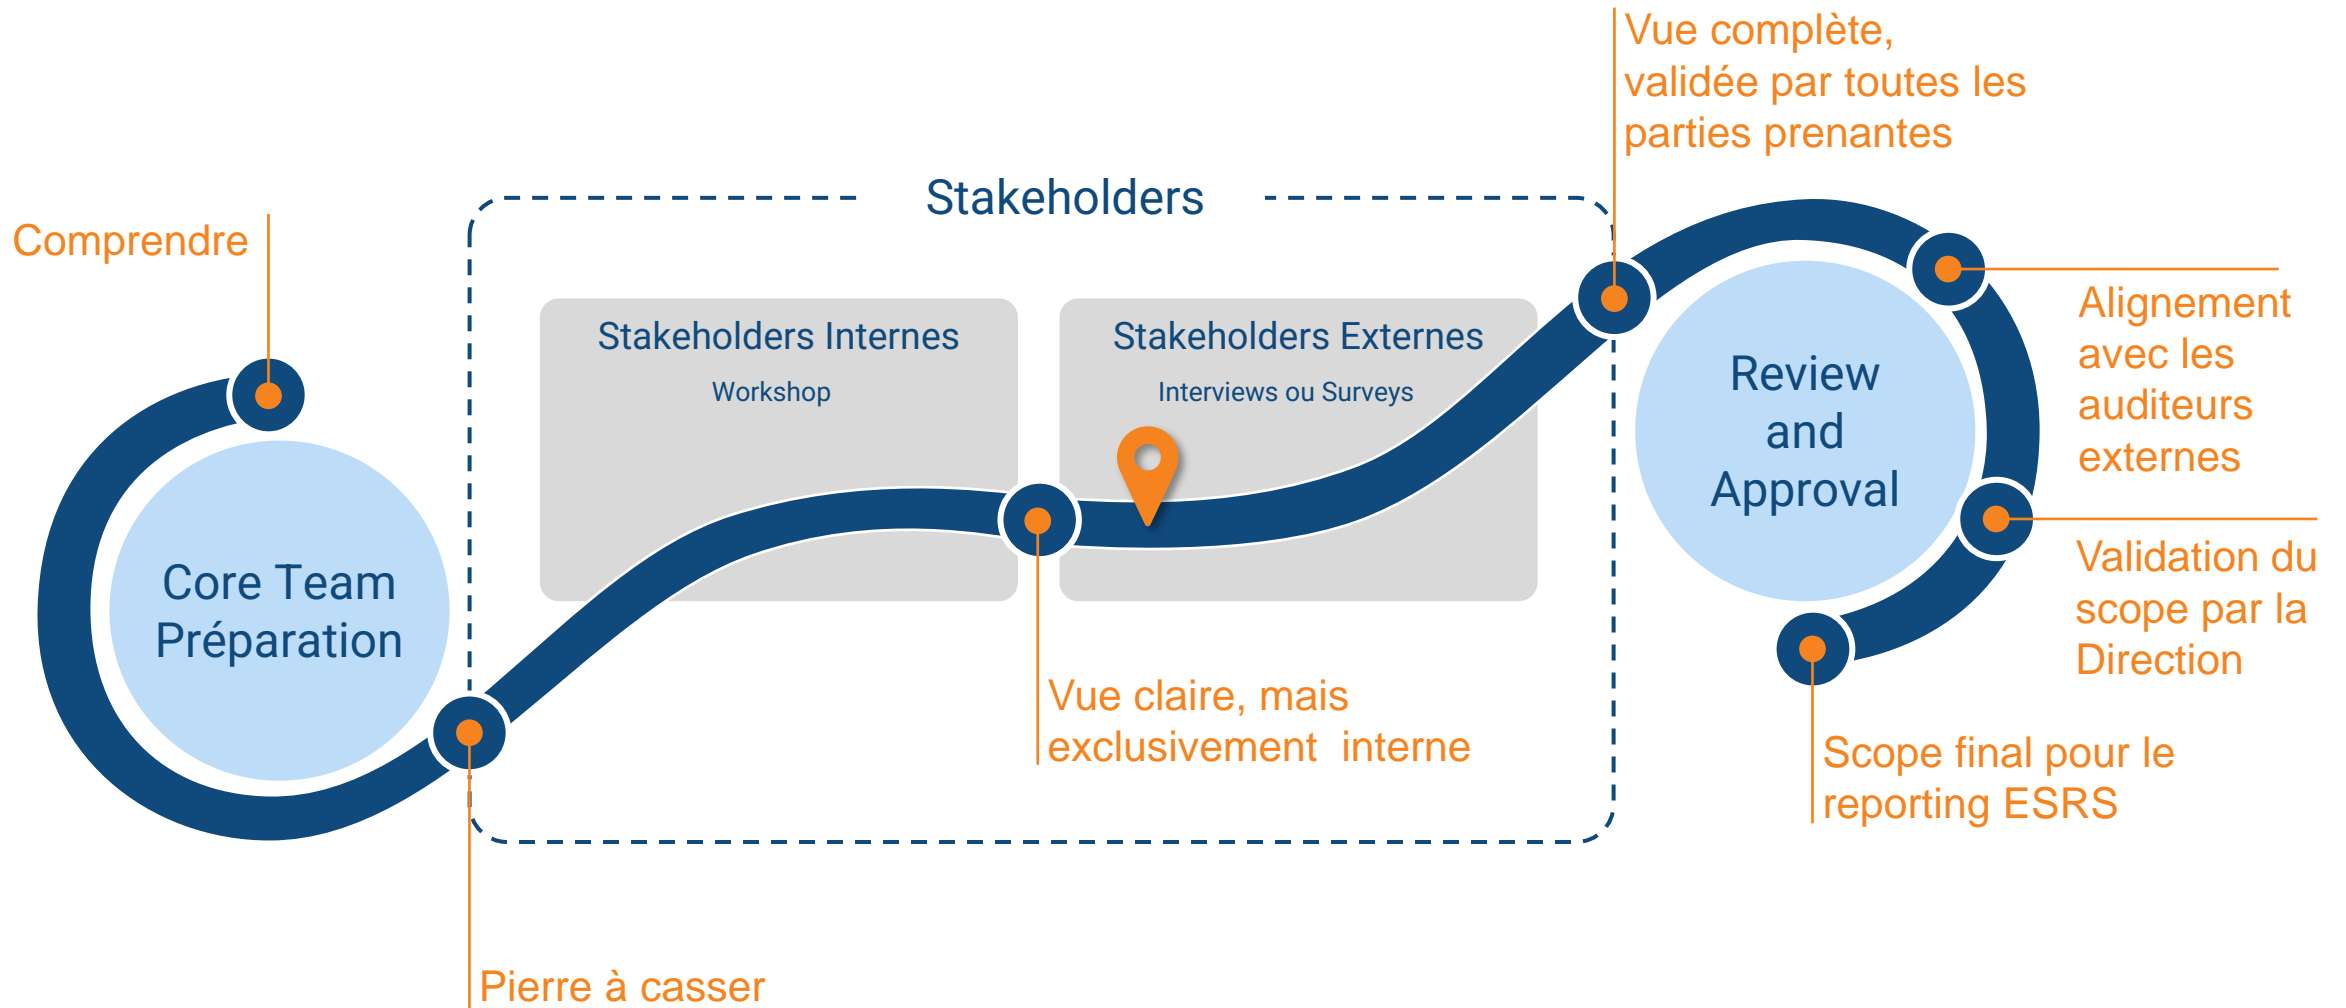 Comprendre
Core Team
Préparation
Pierre à casser
Stakeholders
Stakeholders Internes
Workshop
Stakeholders Externes
Interviews ou Surveys
Vue claire, mais
exclusivement  interne
Vue complète,
validée par toutes les
parties prenantes
Review
and
Approval
Alignement
avec les
auditeurs
externes
Validation du
scope par la
Direction
Scope final pour le
reporting ESRS